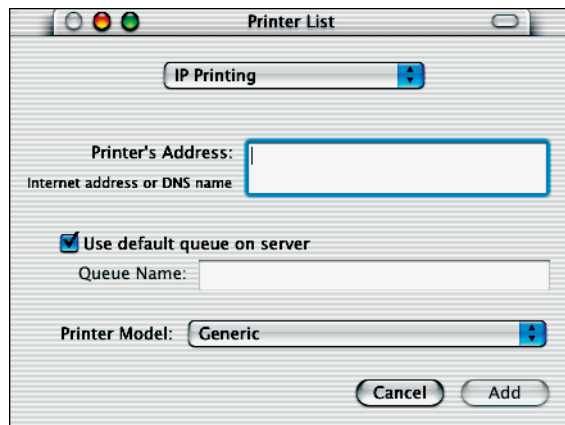 Printer List
IP Printing
Printer's Address:
Internet address or DNS name
Use default queue on server
Queue Name:
Printer Model: Generic
Cancel Add